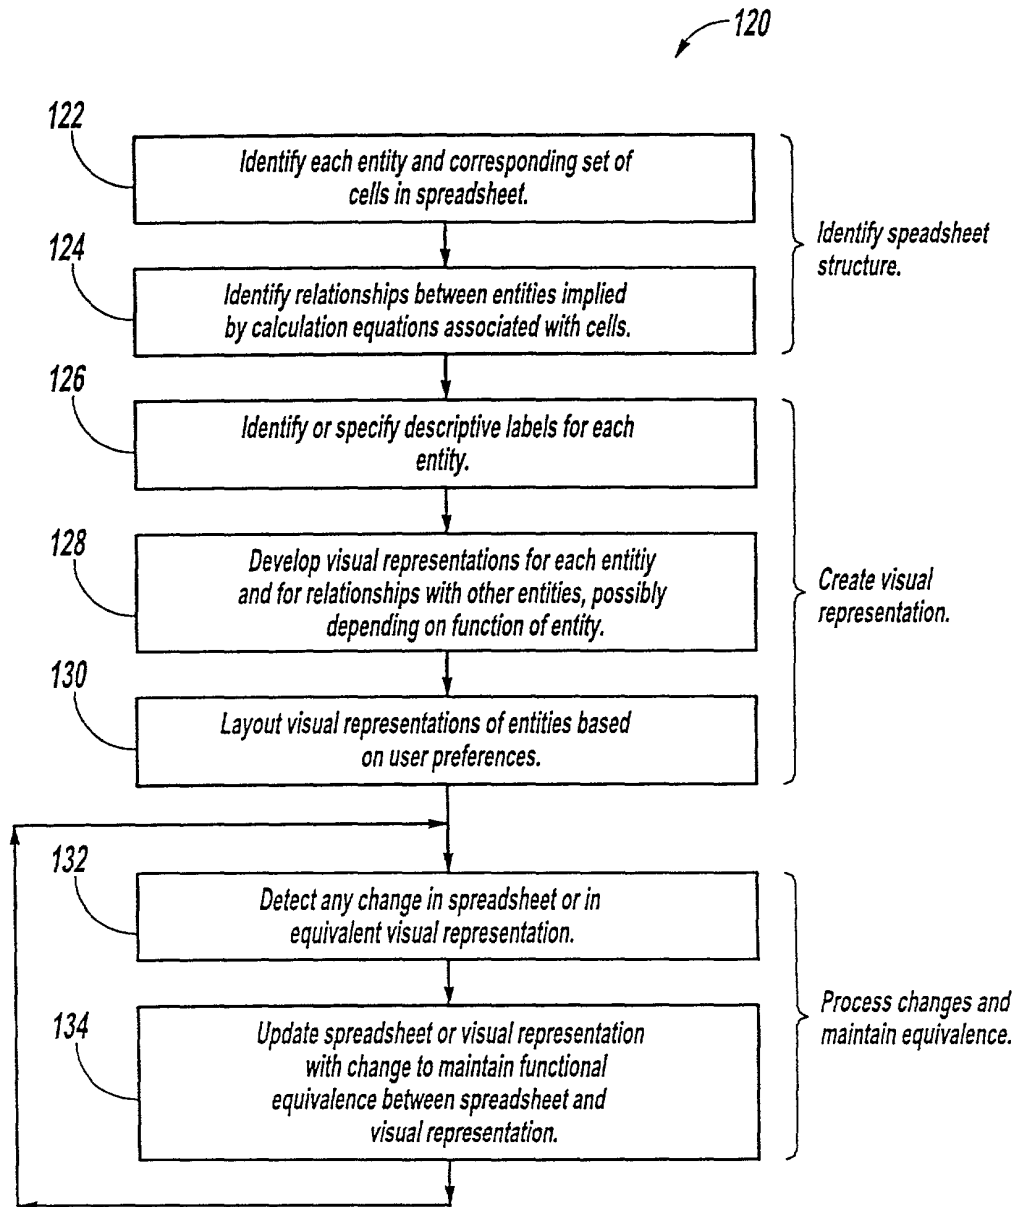 120
122
Identify each entity and corresponding set of
cells in spreadsheet.
124
Identify relationships between entities implied
by calculation equations associated with cells.
Identify speadsheet
structure.
126
Identify or specify descriptive labels for each
entity.
128
Develop visual representations for each entitiy
and for relationships with other entities, possibly
depending on function of entity.
130
Layout visual representations of entities based
on user preferences.
Create visual
representation.
132
Detect any change in spreadsheet or in
equivalent visual representation.
134
Update spreadsheet or visual representation
with change to maintain functional
equivalence between spreadsheet and
visual representation.
Process changes and
maintain equivalence.